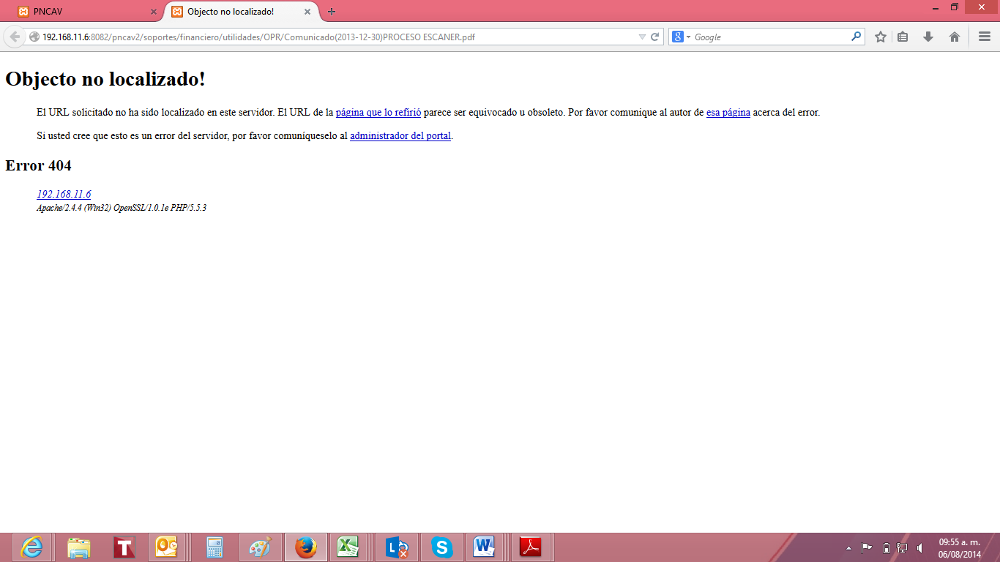 PNCAV
Objecto no localizado!
192.168.11.6:8082/pncav2/soportes/financiero/utilidades/OPR/Comunicado(2013-12-30)PROCESO ESCANER.pdf
Google
Objecto no localizado!
El URL solicitado no ha sido localizado en este servidor. El URL de la página que lo refirió parece ser equivocado u obsoleto. Por favor comunique al autor de esa página acerca del error.
Si usted cree que esto es un error del servidor, por favor comuníqueselo al administrador del portal.
Error 404
192.168.11.6
Apache/2.4.4 (Win32) OpenSSL/1.0.1e PHP/5.5.3
09:55 a. m.
06/08/2014